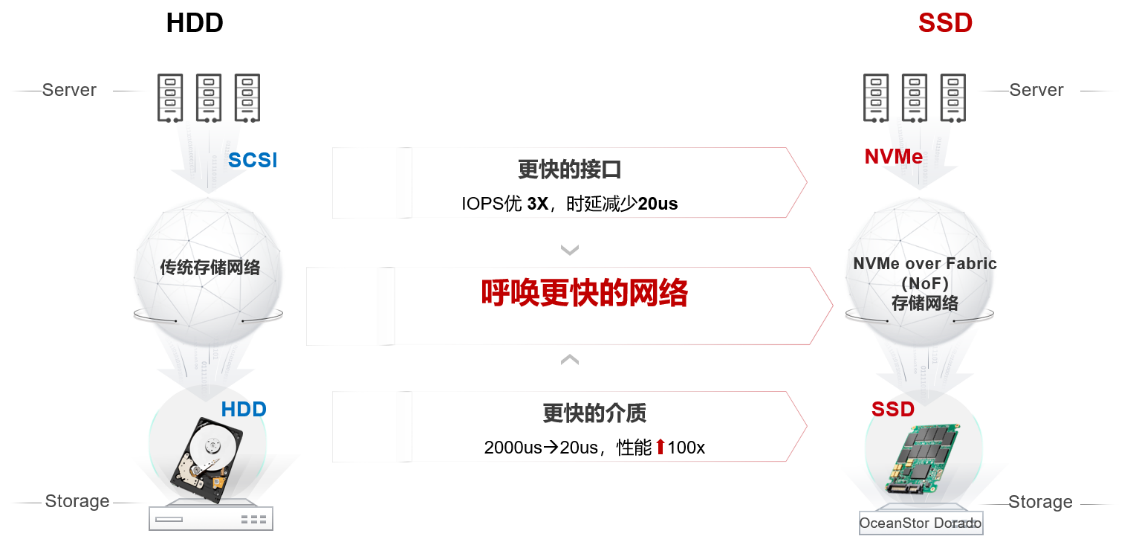 HDD
SSD
Server
Server
SCSI
NVMe
更快的接口
IOPS优 3X，时延减少20us
传统存储网络
呼唤更快的网络
NVMe over Fabric
（NoF）
存储网络
HDD
SSD
更快的介质
2000us→20us，性能⬆100x
Storage
Storage
OceanStor Dorado